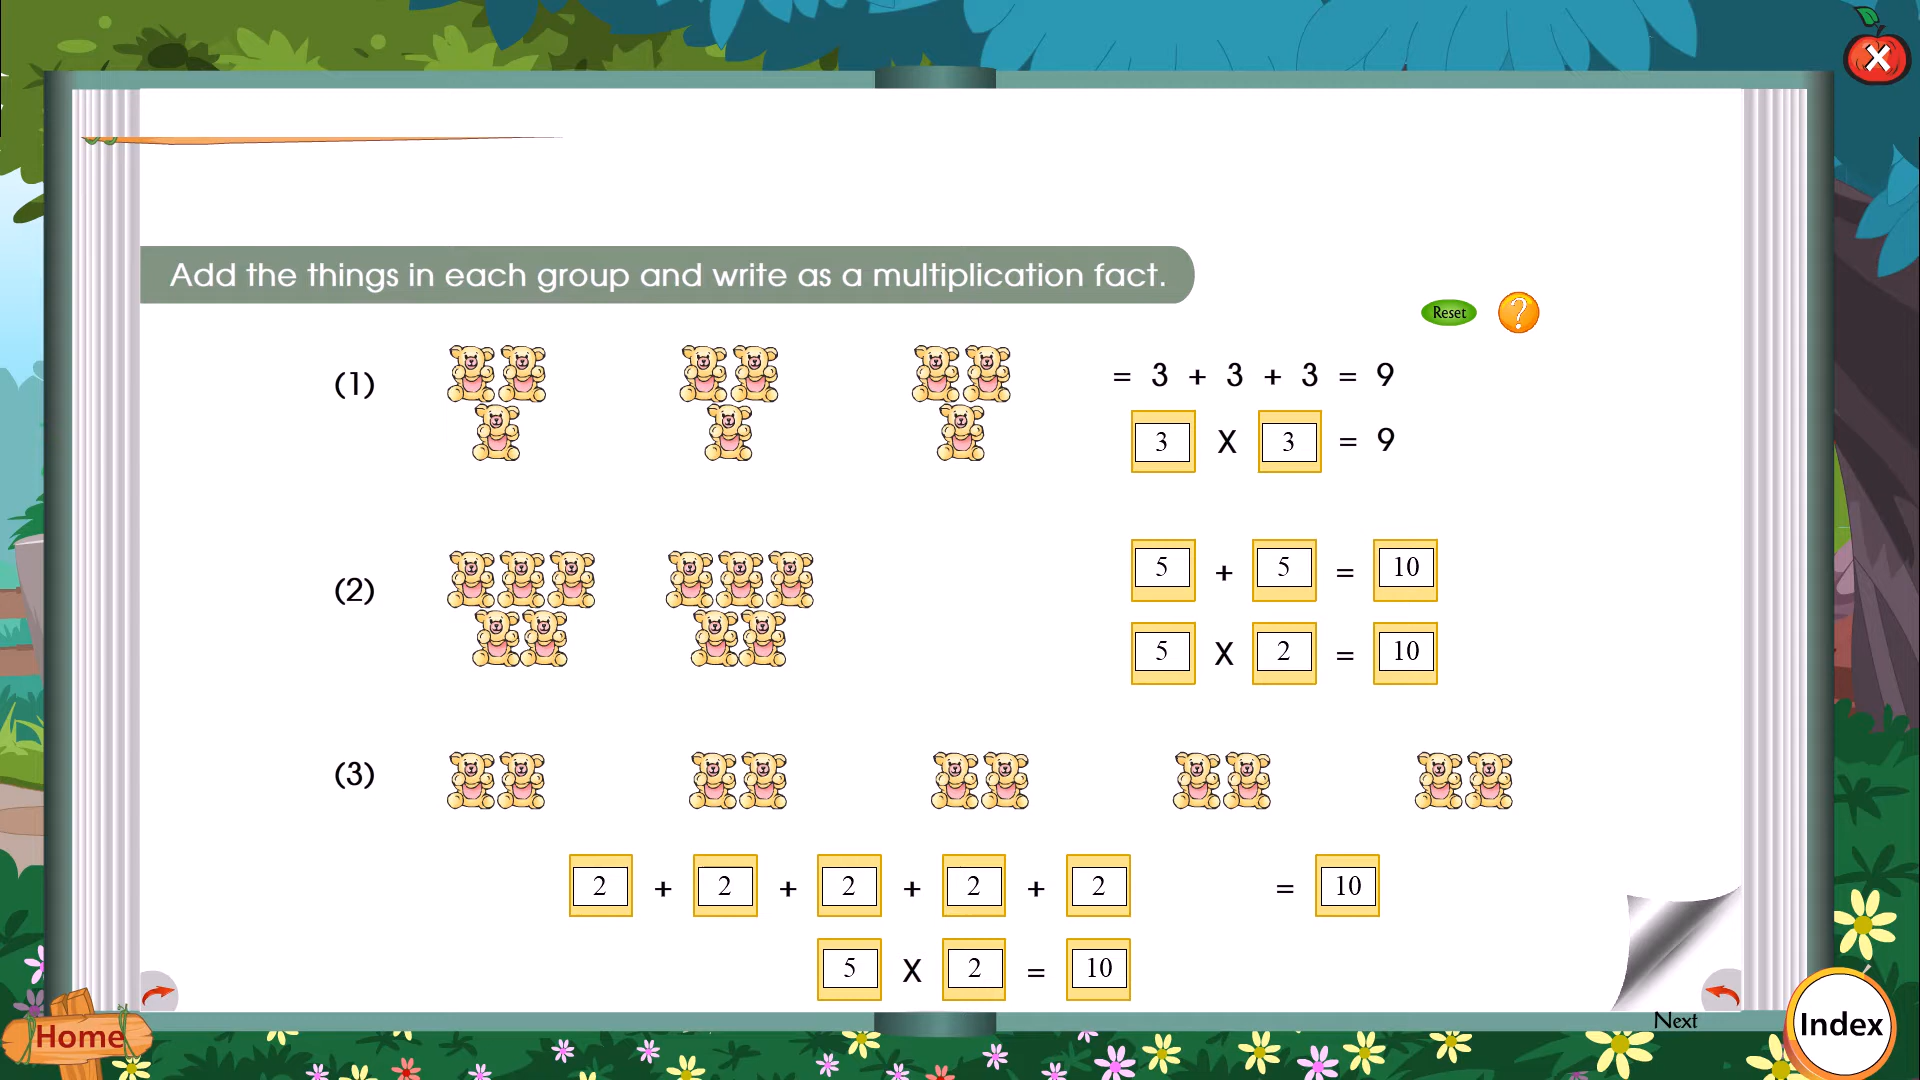 Add the things in each group and write as a multiplication fact.
Reset ?
(1)
= 3 + 3 + 3 = 9
3 X 3 = 9
(2)
5 + 5 = 10
5 X 2 = 10
(3)
2 + 2 + 2 + 2 + 2 = 10
5 X 2 = 10
Home
Next
Index